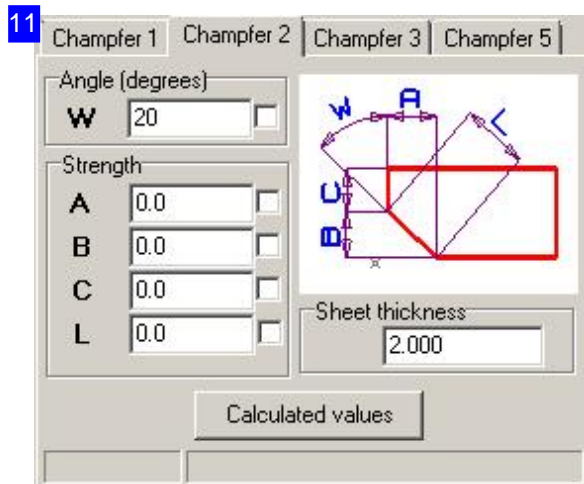 11
Champfer 1 Champfer 2 Champfer 3 Champfer 5
Angle (degrees)
W 20
Strength
A 0.0
B 0.0
C 0.0
L 0.0
W A L
C
B
x
Sheet thickness
2.000
Calculated values